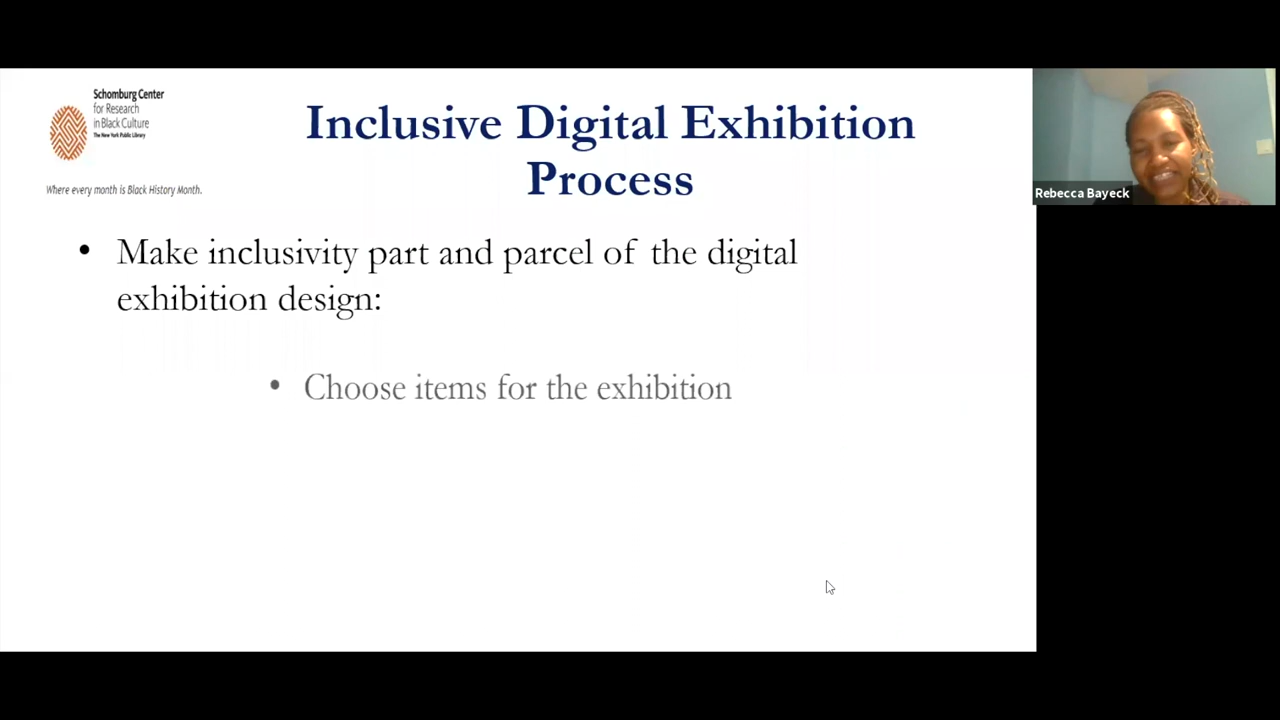 Schomburg Center
for Research
in Black Culture
The New York Public Library
Where every month is Black History Month.
Inclusive Digital Exhibition
Process
Rebecca Bayeck
• Make inclusivity part and parcel of the digital
exhibition design:
• Choose items for the exhibition